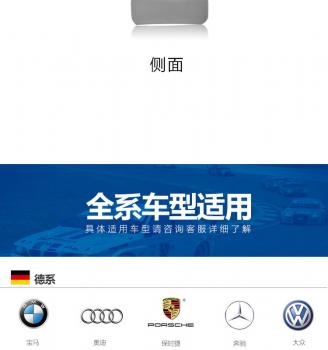 侧面
全系车型适用
具体适用车型请咨询客服详细了解
德系
PORSCHE
宝马 奥迪 保时捷 奔驰 大众